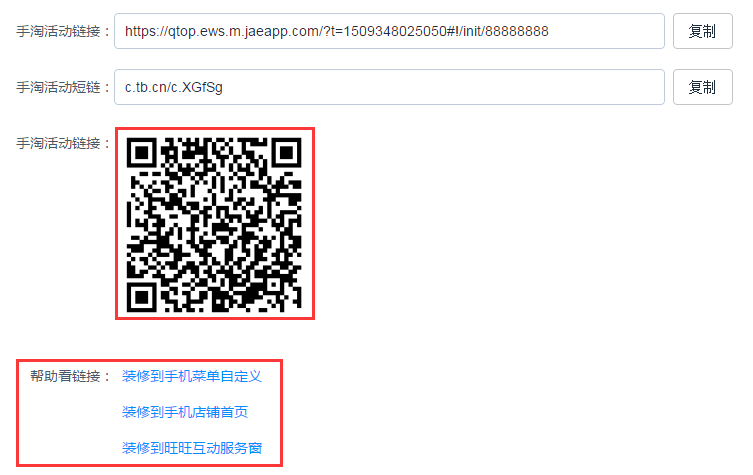 手淘活动链接： https://qtop.ews.m.jaeapp.com/?t=1509348025050#!/init/88888888 复制
手淘活动短链： c.tb.cn/c.XGfSg 复制
手淘活动链接：
帮助看链接： 装修到手机菜单自定义
装修到手机店铺首页
装修到旺旺互动服务窗